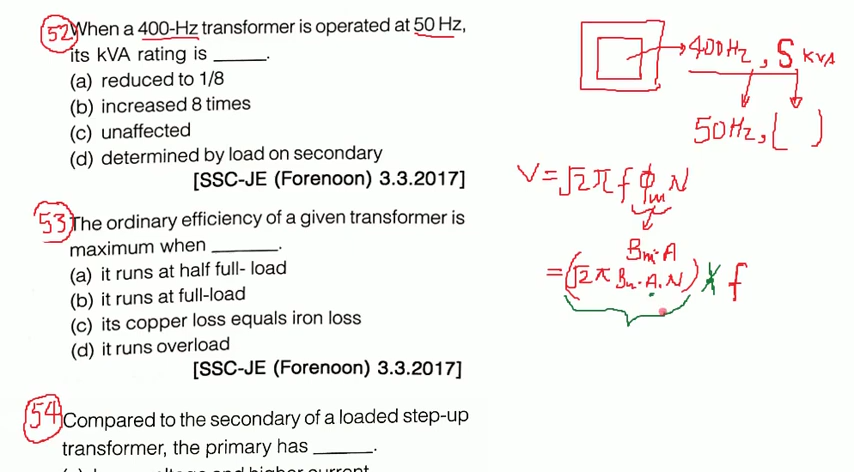 52 When a 400-Hz transformer is operated at 50 Hz,
its kVA rating is ______.
(a) reduced to 1/8
(b) increased 8 times
(c) unaffected
(d) determined by load on secondary
[SSC-JE (Forenoon) 3.3.2017]
53 The ordinary efficiency of a given transformer is
maximum when ________.
(a) it runs at half full- load
(b) it runs at full-load
(c) its copper loss equals iron loss
(d) it runs overload
[SSC-JE (Forenoon) 3.3.2017]
54 Compared to the secondary of a loaded step-up
transformer, the primary has ______.
400Hz, S KVA
50Hz, ( )
V = √2 π f ϕm N
Bm·A
= (√2 π Bm·A·N) × f